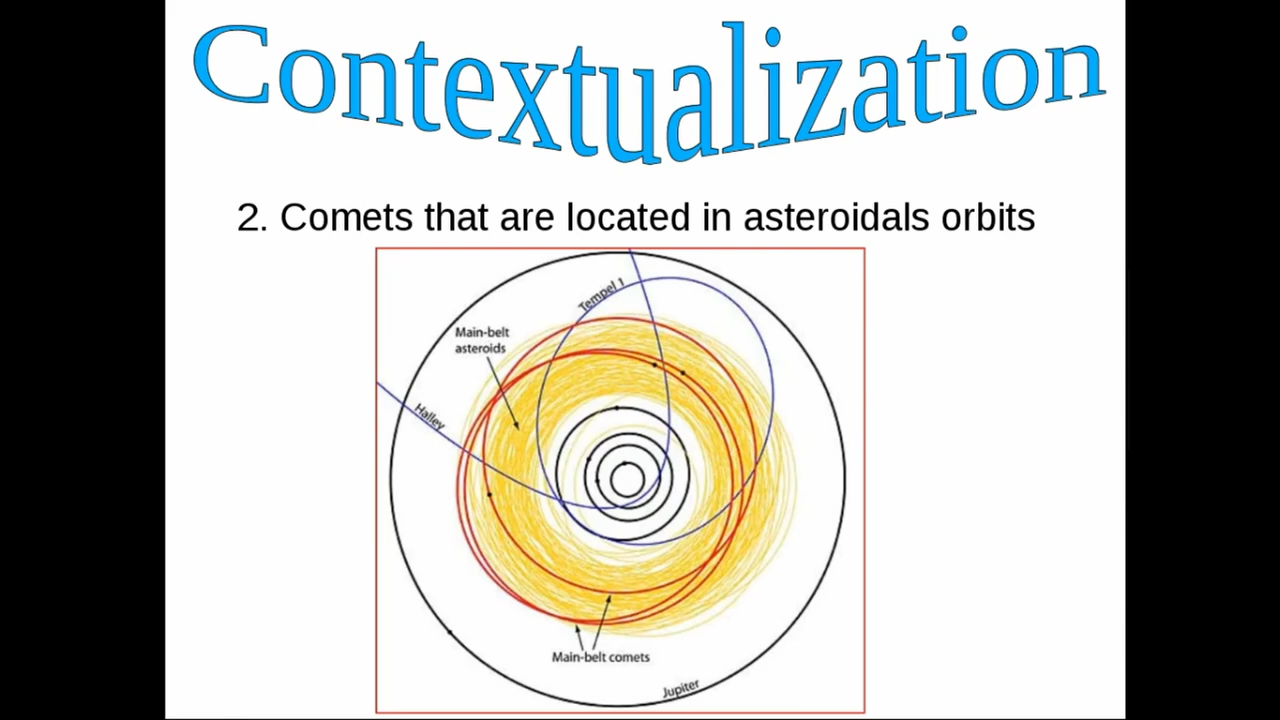 Contextualization
2. Comets that are located in asteroidals orbits
Tempel 1
Main-belt
asteroids
Halley
Main-belt comets
Jupiter